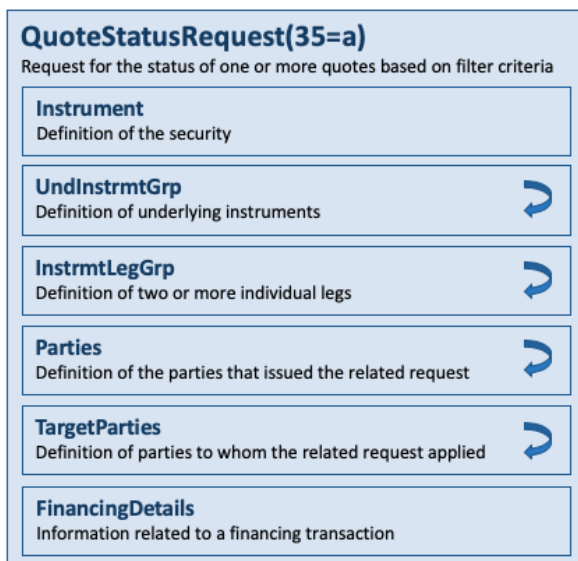 QuoteStatusRequest(35=a)
Request for the status of one or more quotes based on filter criteria
Instrument
Definition of the security
UndInstrmtGrp
Definition of underlying instruments
InstrmtLegGrp
Definition of two or more individual legs
Parties
Definition of the parties that issued the related request
TargetParties
Definition of parties to whom the related request applied
FinancingDetails
Information related to a financing transaction